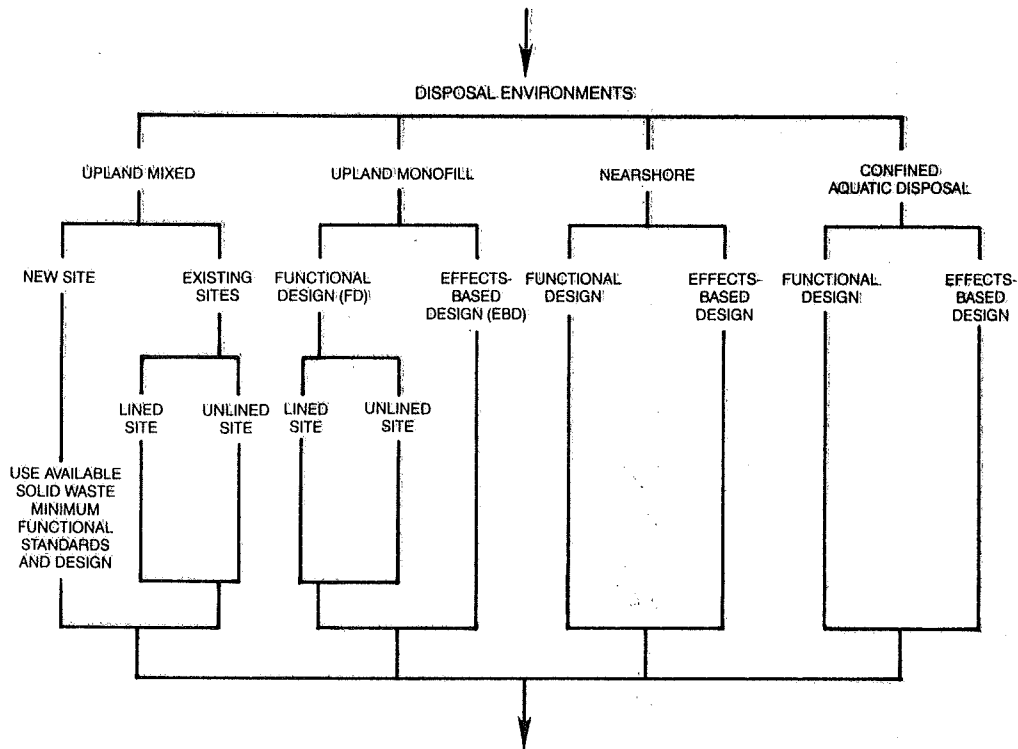 DISPOSAL ENVIRONMENTS
UPLAND MIXED
UPLAND MONOFILL
NEARSHORE
CONFINED
AQUATIC DISPOSAL
NEW SITE
EXISTING
SITES
FUNCTIONAL
DESIGN (FD)
EFFECTS-
BASED
DESIGN (EBD)
FUNCTIONAL
DESIGN
EFFECTS-
BASED
DESIGN
FUNCTIONAL
DESIGN
EFFECTS-
BASED
DESIGN
LINED
SITE
UNLINED
SITE
LINED
SITE
UNLINED
SITE
USE AVAILABLE
SOLID WASTE
MINIMUM
FUNCTIONAL
STANDARDS
AND DESIGN